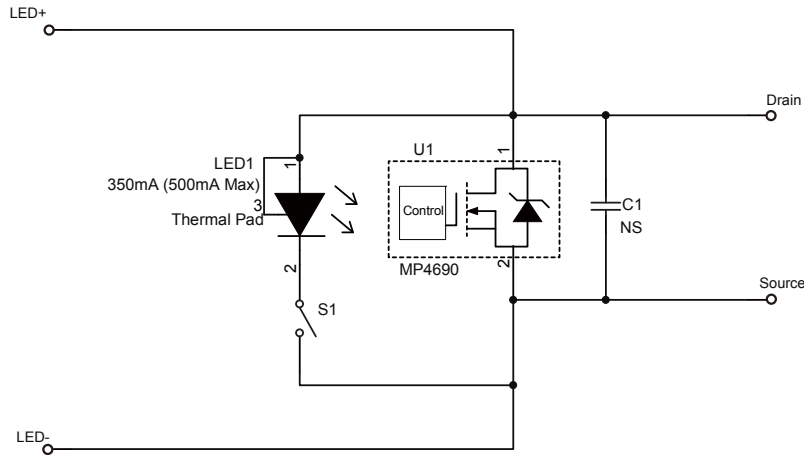 LED+
Drain
1
U1
LED1
1
350mA (500mA Max)
3
Thermal Pad
Control
C1
NS
2
MP4690
2
Source
S1
LED-